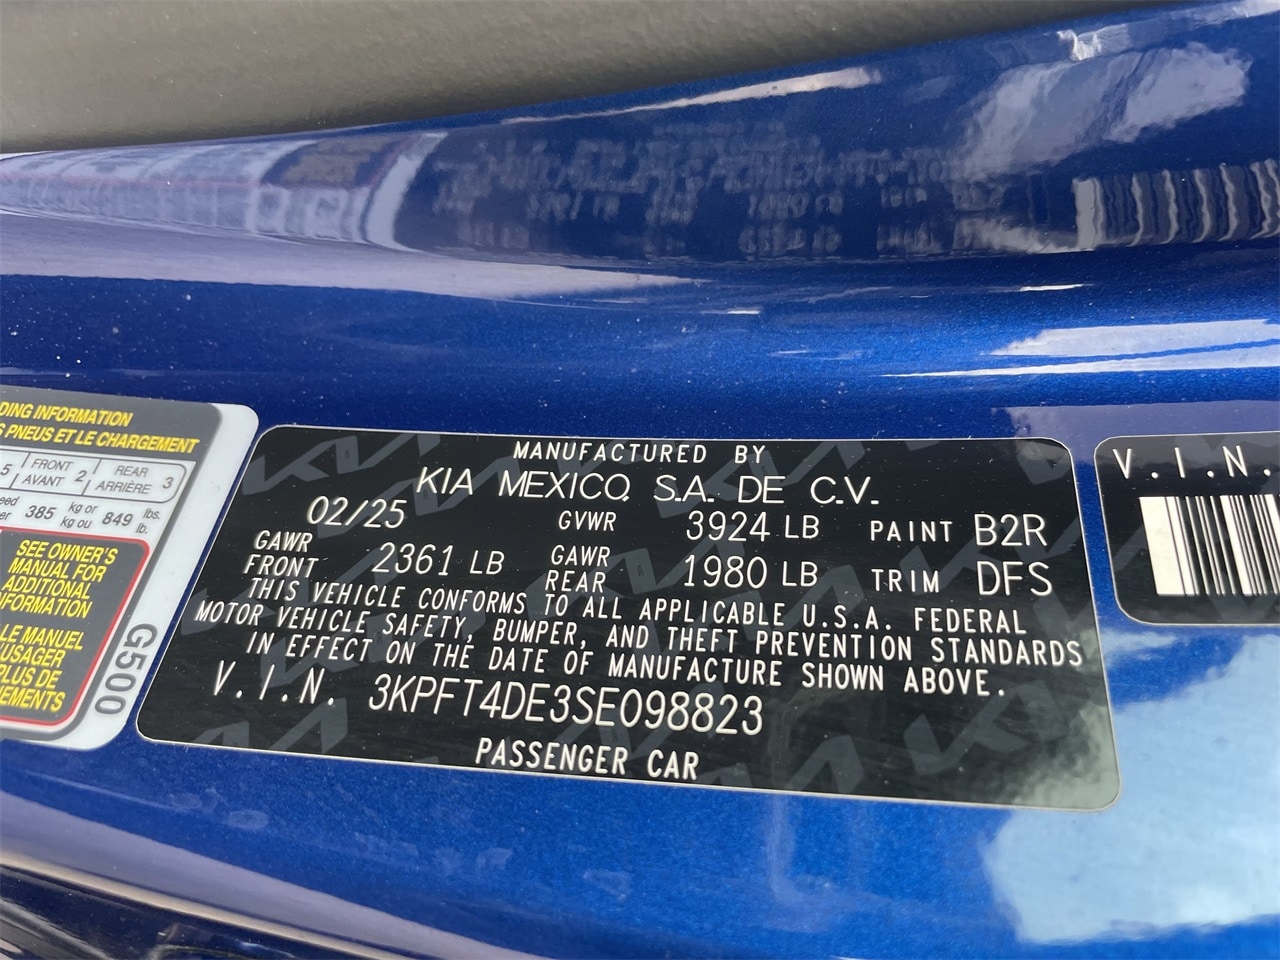 DING INFORMATION
S PNEUS ET LE CHARGEMENT
5 FRONT AVANT 2 REAR ARRIÈRE 3
385 kg or kg ou 849 lbs. lb.
SEE OWNER'S
MANUAL FOR
ADDITIONAL
NFORMATION
LE MANUEL
USAGER
PLUS DE
NEMENTS
G500
MANUFACTURED BY
KIA MEXICO S.A. DE C.V.
02/25 GVWR 3924 LB PAINT B2R
GAWR FRONT 2361 LB GAWR REAR 1980 LB TRIM DFS
THIS VEHICLE CONFORMS TO ALL APPLICABLE U.S.A. FEDERAL
MOTOR VEHICLE SAFETY, BUMPER, AND THEFT PREVENTION STANDARDS
IN EFFECT ON THE DATE OF MANUFACTURE SHOWN ABOVE.
V.I.N. 3KPFT4DE3SE098823
PASSENGER CAR
V.I.N.